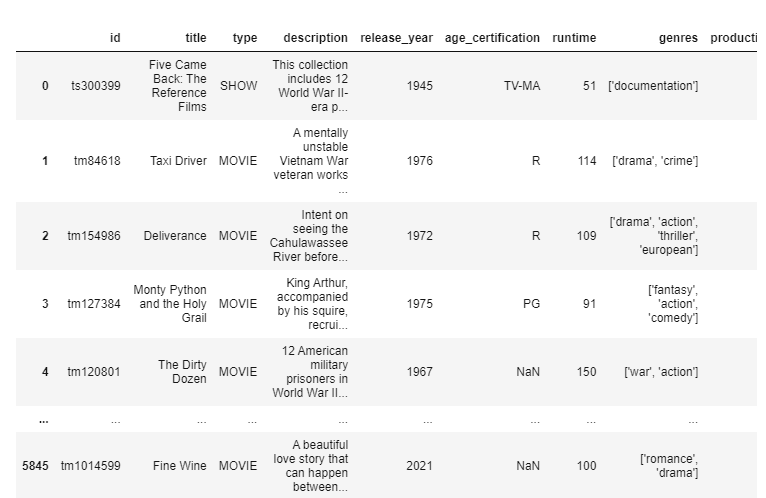 id title type description release_year age_certification runtime genres producti
0 ts300399 Five Came Back: The Reference Films SHOW This collection includes 12 World War II-era p... 1945 TV-MA 51 ['documentation']
1 tm84618 Taxi Driver MOVIE A mentally unstable Vietnam War veteran works ... 1976 R 114 ['drama', 'crime']
2 tm154986 Deliverance MOVIE Intent on seeing the Cahulawassee River before... 1972 R 109 ['drama', 'action', 'thriller', 'european']
3 tm127384 Monty Python and the Holy Grail MOVIE King Arthur, accompanied by his squire, recrui... 1975 PG 91 ['fantasy', 'action', 'comedy']
4 tm120801 The Dirty Dozen MOVIE 12 American military prisoners in World War II... 1967 NaN 150 ['war', 'action']
... ... ... ... ... ... ... ... ...
5845 tm1014599 Fine Wine MOVIE A beautiful love story that can happen between... 2021 NaN 100 ['romance', 'drama']